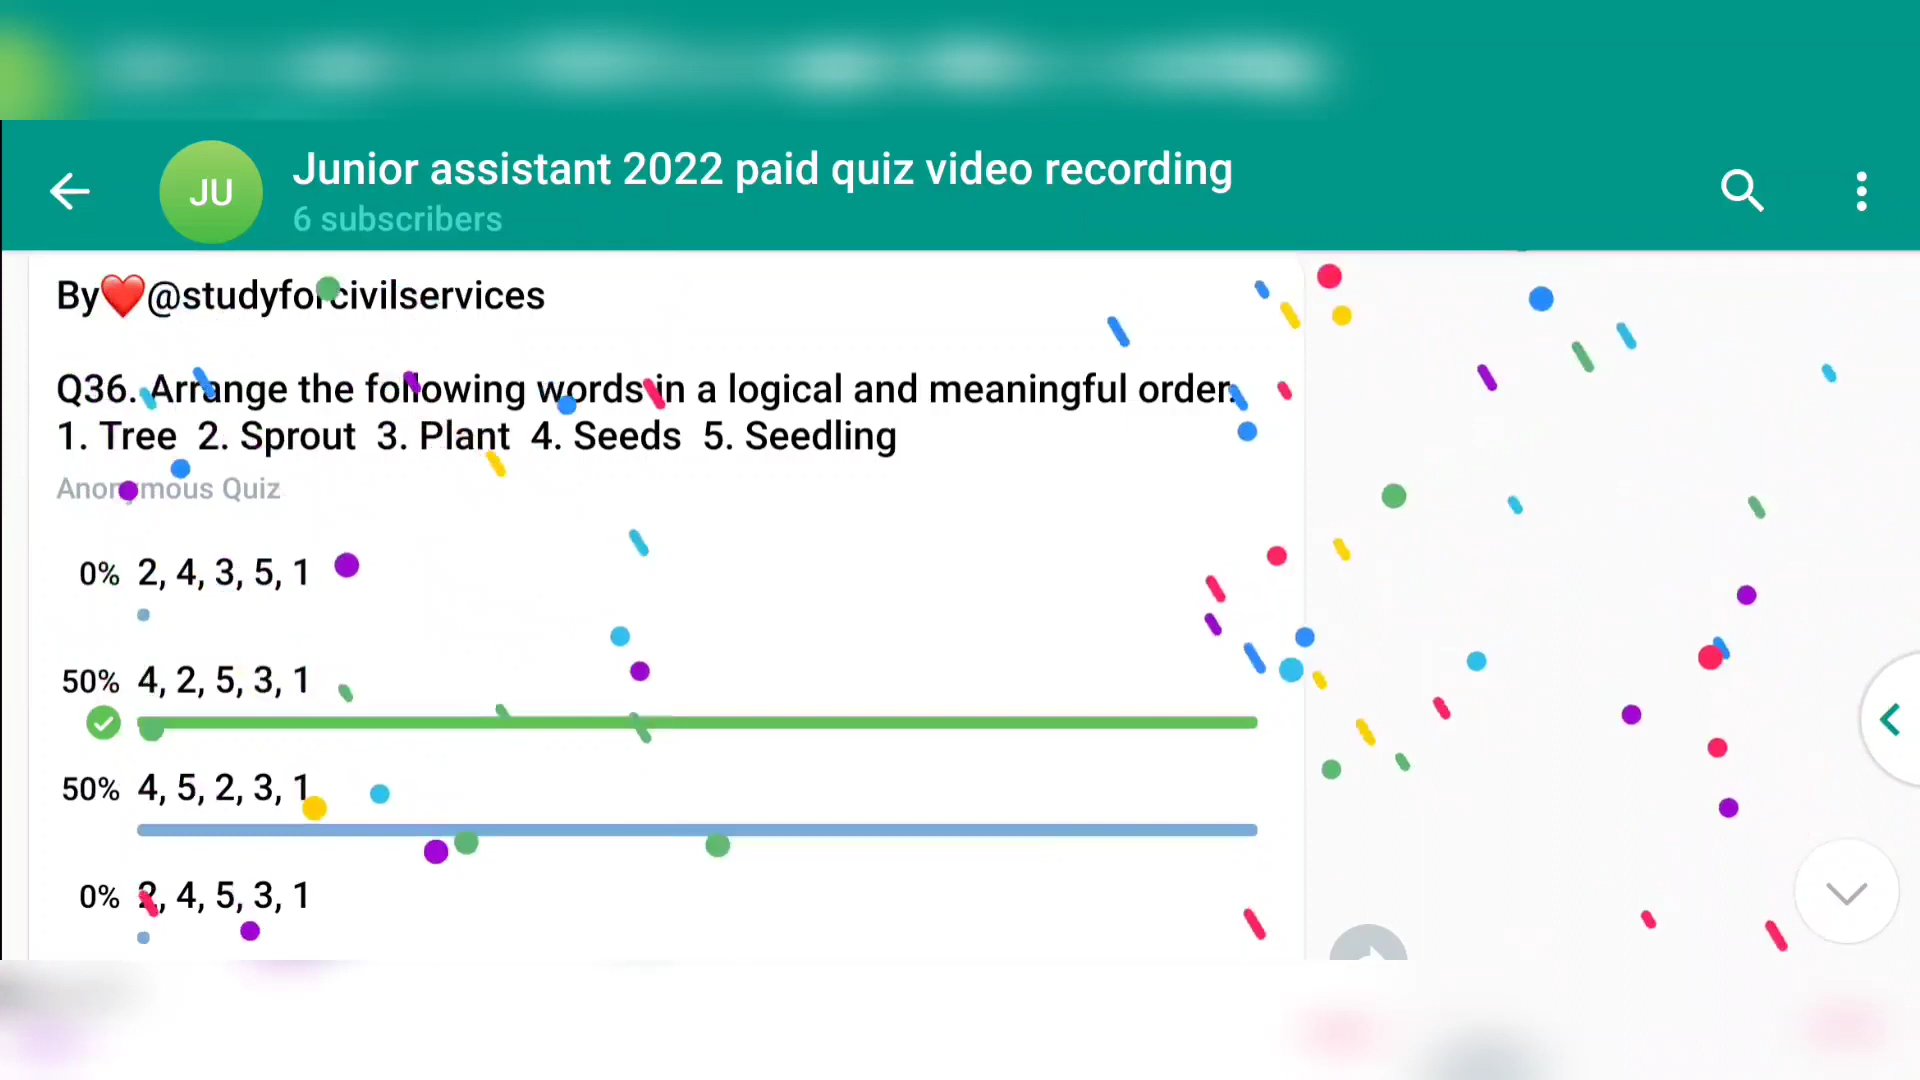 JU
Junior assistant 2022 paid quiz video recording
6 subscribers
By❤️@studyforcivilservices
Q36. Arrange the following words in a logical and meaningful order.
1. Tree 2. Sprout 3. Plant 4. Seeds 5. Seedling
Anonymous Quiz
0% 2, 4, 3, 5, 1
50% 4, 2, 5, 3, 1
50% 4, 5, 2, 3, 1
0% 2, 4, 5, 3, 1